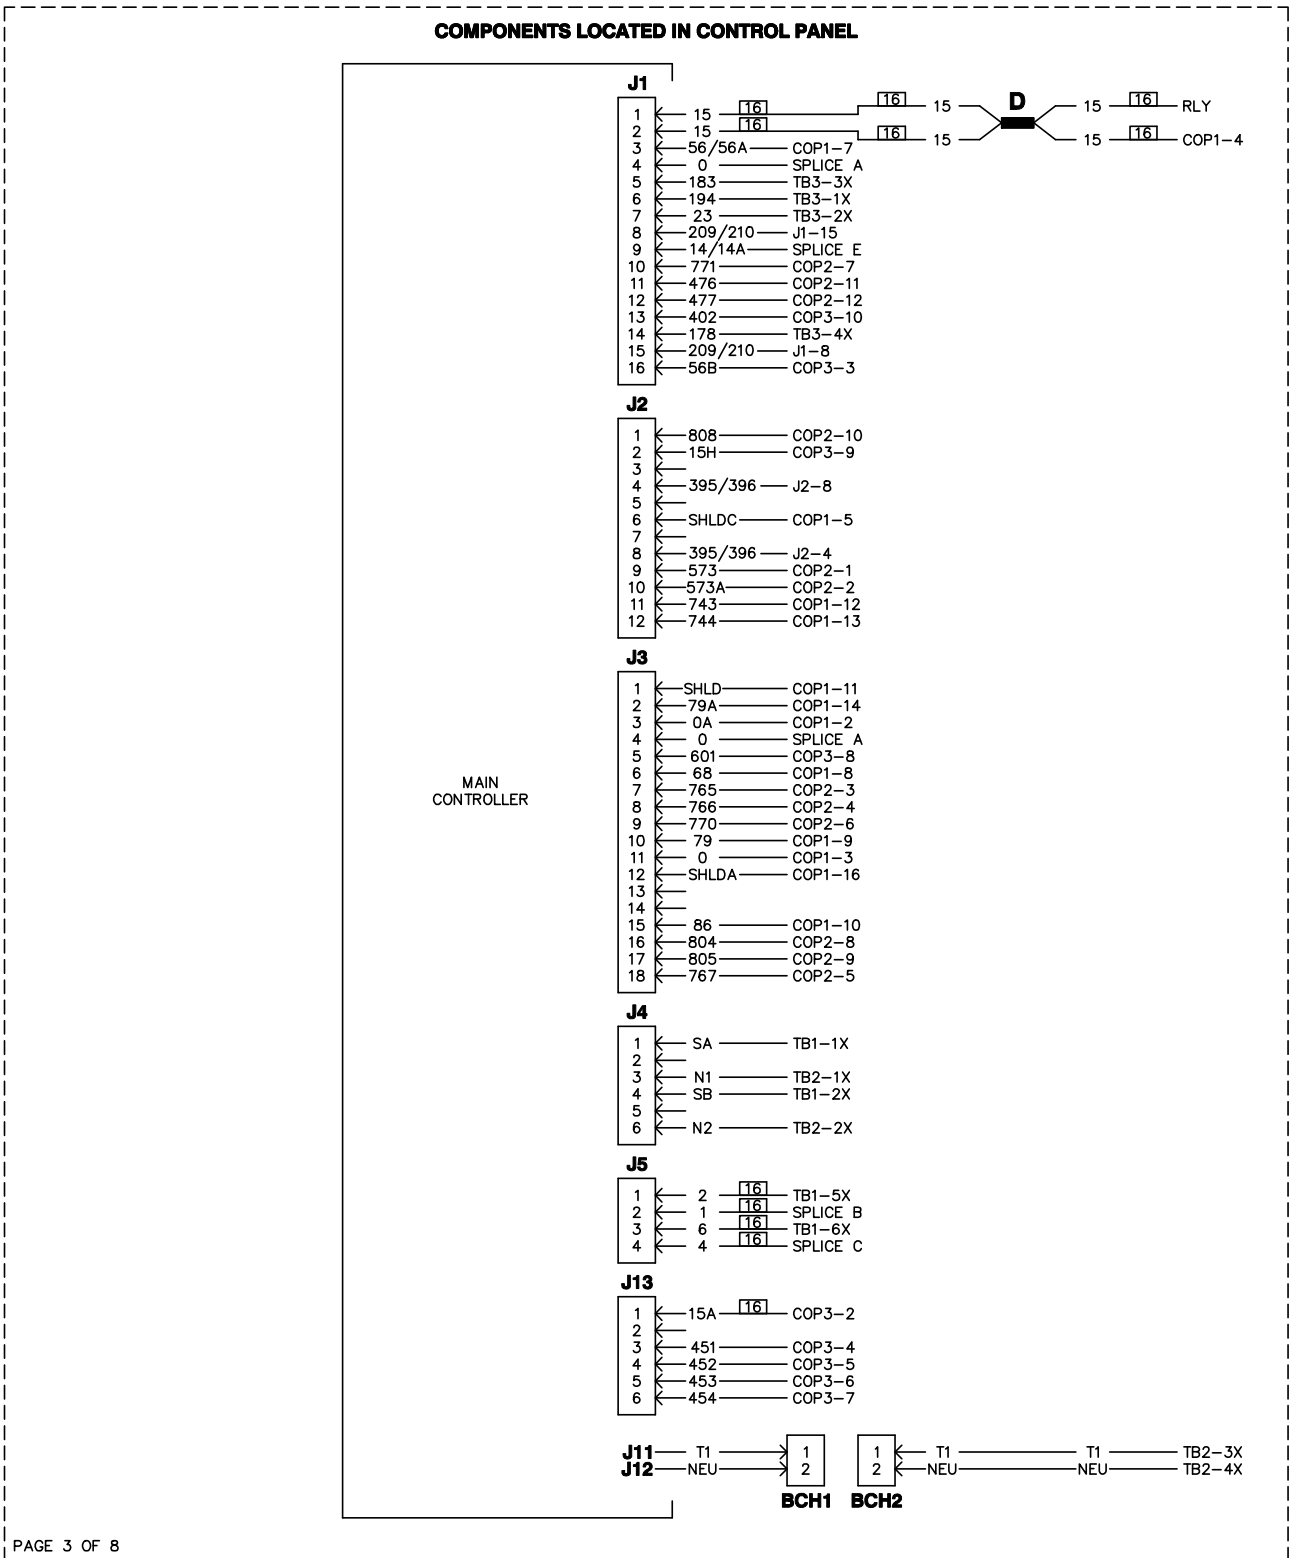 COMPONENTS LOCATED IN CONTROL PANEL
J1
1 15 16 16 15 D 15 16 RLY
2 15 16 16 15 15 16 COP1-4
3 56/56A COP1-7
4 0 SPLICE A
5 183 TB3-3X
6 194 TB3-1X
7 23 TB3-2X
8 209/210 J1-15
9 14/14A SPLICE E
10 771 COP2-7
11 476 COP2-11
12 477 COP2-12
13 402 COP3-10
14 178 TB3-4X
15 209/210 J1-8
16 56B COP3-3
J2
1 808 COP2-10
2 15H COP3-9
3
4 395/396 J2-8
5
6 SHLDC COP1-5
7
8 395/396 J2-4
9 573 COP2-1
10 573A COP2-2
11 743 COP1-12
12 744 COP1-13
J3
1 SHLD COP1-11
2 79A COP1-14
3 0A COP1-2
4 0 SPLICE A
5 601 COP3-8
6 68 COP1-8
7 765 COP2-3
8 766 COP2-4
9 770 COP2-6
10 79 COP1-9
11 0 COP1-3
12 SHLDA COP1-16
13
14
15 86 COP1-10
16 804 COP2-8
17 805 COP2-9
18 767 COP2-5
MAIN
CONTROLLER
J4
1 SA TB1-1X
2
3 N1 TB2-1X
4 SB TB1-2X
5
6 N2 TB2-2X
J5
1 2 16 TB1-5X
2 1 16 SPLICE B
3 6 16 TB1-6X
4 4 16 SPLICE C
J13
1 15A 16 COP3-2
2
3 451 COP3-4
4 452 COP3-5
5 453 COP3-6
6 454 COP3-7
J11 T1 1 1 T1 T1 TB2-3X
J12 NEU 2 2 NEU NEU TB2-4X
BCH1 BCH2
PAGE 3 OF 8